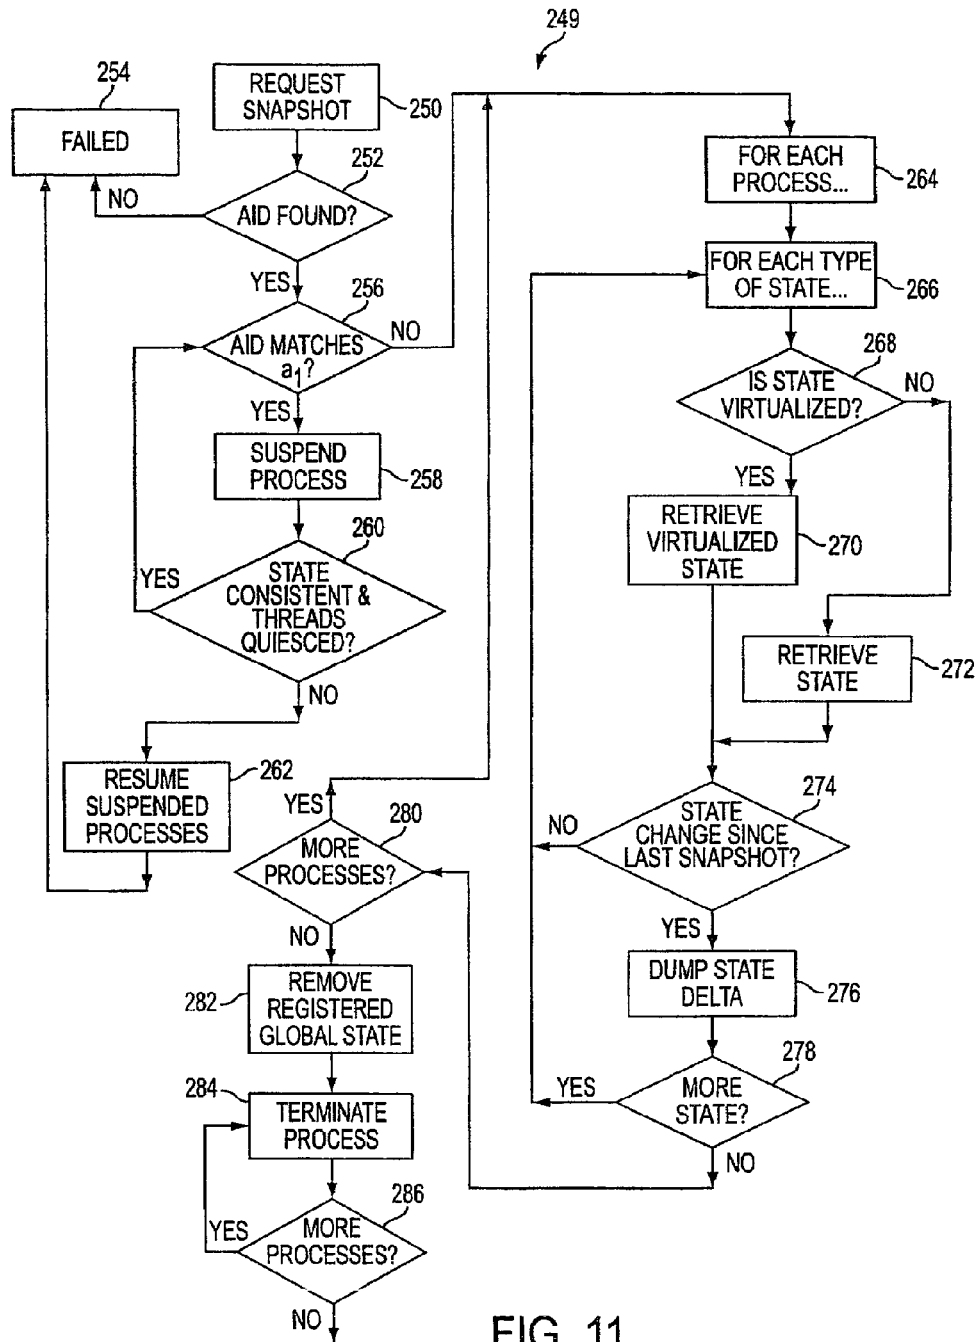 249
254
REQUEST
SNAPSHOT
250
FAILED
252
NO
AID FOUND?
FOR EACH
PROCESS...
264
YES
256
FOR EACH TYPE
OF STATE...
266
AID MATCHES
a1?
NO
268
IS STATE
VIRTUALIZED?
NO
YES
SUSPEND
PROCESS
258
YES
RETRIEVE
VIRTUALIZED
STATE
270
260
YES
STATE
CONSISTENT &
THREADS
QUIESCED?
RETRIEVE
STATE
272
NO
RESUME
SUSPENDED
PROCESSES
262
YES
280
MORE
PROCESSES?
274
NO
STATE
CHANGE SINCE
LAST SNAPSHOT?
YES
NO
282
REMOVE
REGISTERED
GLOBAL STATE
DUMP STATE
DELTA
276
278
YES
MORE
STATE?
284
TERMINATE
PROCESS
NO
286
YES
MORE
PROCESSES?
NO
FIG. 11